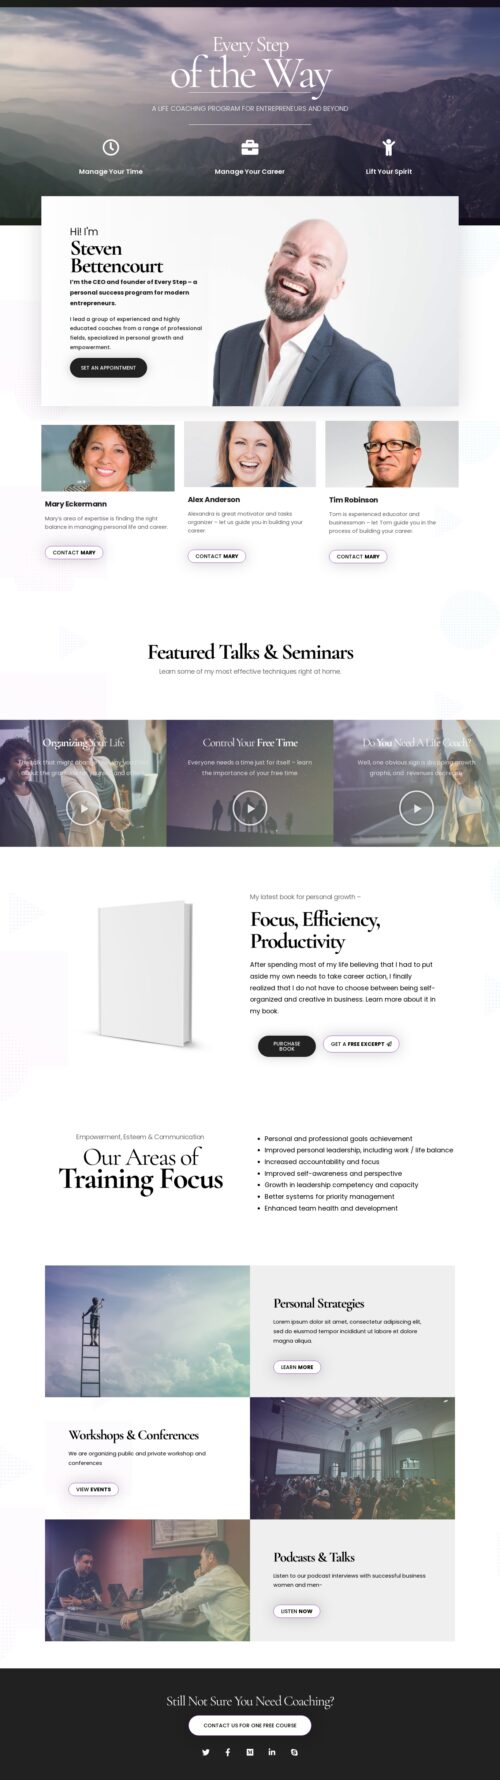 Every Step
of the Way
A LIFE COACHING PROGRAM FOR ENTREPRENEURS AND BEYOND
Manage Your Time
Manage Your Career
Lift Your Spirit
Hi! I'm
Steven
Bettencourt
I'm the CEO and founder of Every Step – a
personal success program for modern
entrepreneurs.
I lead a group of experienced and highly
educated coaches from a range of professional
fields, specialized in personal growth and
empowerment.
SET AN APPOINTMENT
Mary Eckermann
Mary's area of expertise is finding the right
balance in managing personal life and career.
CONTACT MARY
Alex Anderson
Alexandra is great motivator and tasks
organizer – let us guide you in building your
career.
CONTACT MARY
Tim Robinson
Tom is experienced educator and
businessman – let Tom guide you in the
process of building your career.
CONTACT MARY
Featured Talks & Seminars
Learn some of my most effective techniques right at home.
Organizing Your Life
Control Your Free Time
Everyone needs a time just for itself – learn
the importance of your free time.
Do You Need A Life Coach?
Well, one obvious sign is dropping growth
graphs, and revenues decrease
My latest book for personal growth –
Focus, Efficiency,
Productivity
After spending most of my life believing that I had to put
aside my own needs to take career action, I finally
realized that I do not have to choose between being self-
organized and creative in business. Learn more about it in
my book.
PURCHASE
BOOK
GET A FREE EXCERPT
Empowerment, Esteem & Communication
Our Areas of
Training Focus
• Personal and professional goals achievement
• Improved personal leadership, including work / life balance
• Increased accountability and focus
• Improved self-awareness and perspective
• Growth in leadership competency and capacity
• Better systems for priority management
• Enhanced team health and development
Personal Strategies
Lorem ipsum dolor sit amet, consectetur adipiscing elit,
sed do eiusmod tempor incididunt ut labore et dolore
magna aliqua.
LEARN MORE
Workshops & Conferences
We are organizing public and private workshop and
conferences
VIEW EVENTS
Podcasts & Talks
Listen to our podcast interviews with successful business
women and men-
LISTEN NOW
Still Not Sure You Need Coaching?
CONTACT US FOR ONE FREE COURSE